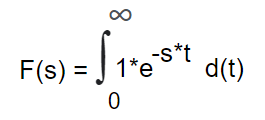 F(s) = ∫₀^∞ 1*e^(-s*t) d(t)